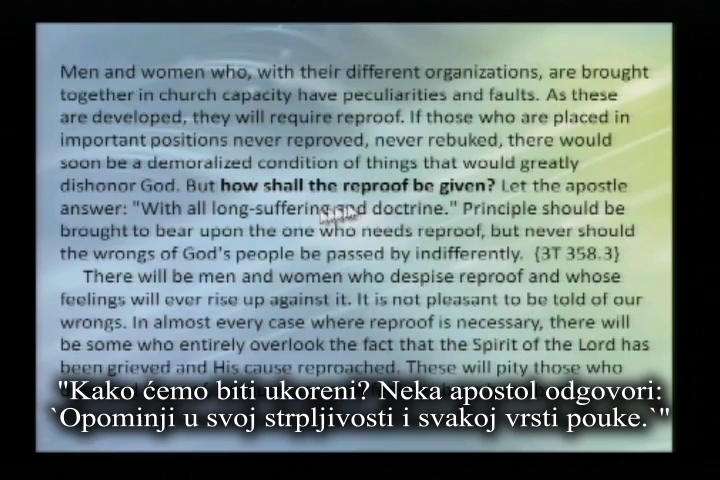 Men and women who, with their different organizations, are brought
together in church capacity have peculiarities and faults. As these
are developed, they will require reproof. If those who are placed in
important positions never reproved, never rebuked, there would
soon be a demoralized condition of things that would greatly
dishonor God. But how shall the reproof be given? Let the apostle
answer: "With all long-suffering and doctrine." Principle should be
brought to bear upon the one who needs reproof, but never should
the wrongs of God's people be passed by indifferently. {3T 358.3}
There will be men and women who despise reproof and whose
feelings will ever rise up against it. It is not pleasant to be told of our
wrongs. In almost every case where reproof is necessary, there will
be some who entirely overlook the fact that the Spirit of the Lord has
been grieved and His cause reproached. These will pity those who
"Kako ćemo biti ukoreni? Neka apostol odgovori:
`Opominji u svoj strpljivosti i svakoj vrsti pouke.`"